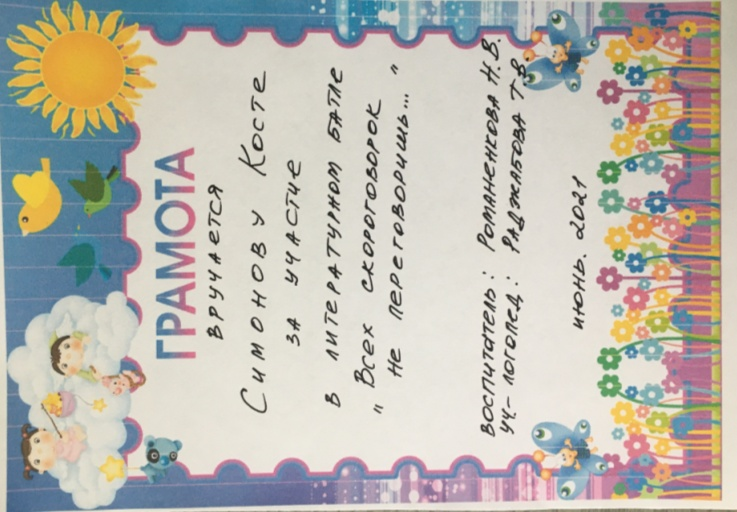 ГРАМОТА
ВРУЧАЕТСЯ
СИМОНОВУ КОСТЕ
ЗА УЧАСТИЕ
В ЛИТЕРАТУРНОМ БАТЛЕ
"ВСЕХ СКОРОГОВОРОК
НЕ ПЕРЕГОВОРИШЬ..."
ВОСПИТАТЕЛЬ: РОМАНЕНКОВА Н.В.
УЧ.-ЛОГОПЕД: РАДЖАБОВА Т.В.
ИЮНЬ. 2021